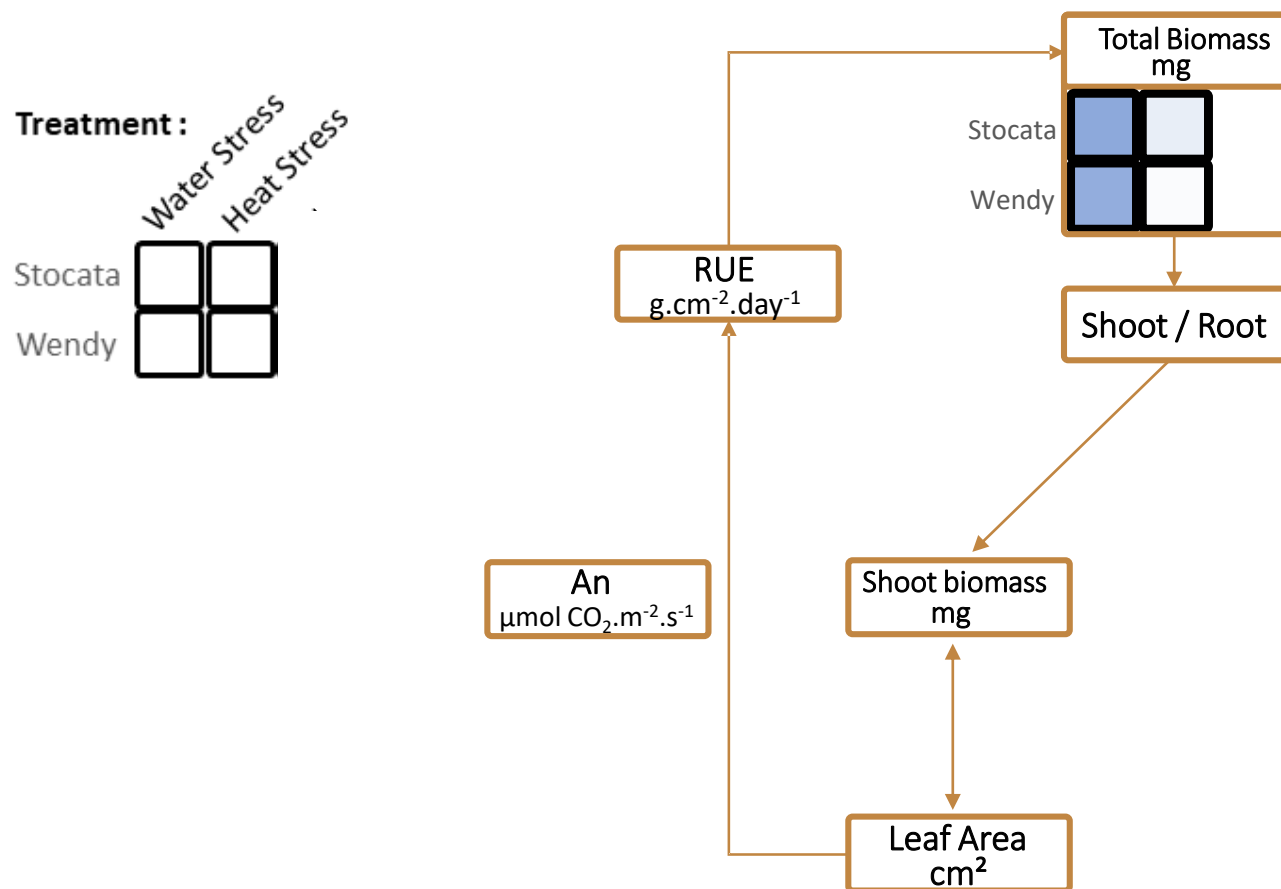 Treatment :
Water Stress
Heat Stress
Stocata
Wendy
Total Biomass
mg
Stocata
Wendy
RUE
g.cm⁻².day⁻¹
Shoot / Root
An
µmol CO₂.m⁻².s⁻¹
Shoot biomass
mg
Leaf Area
cm²